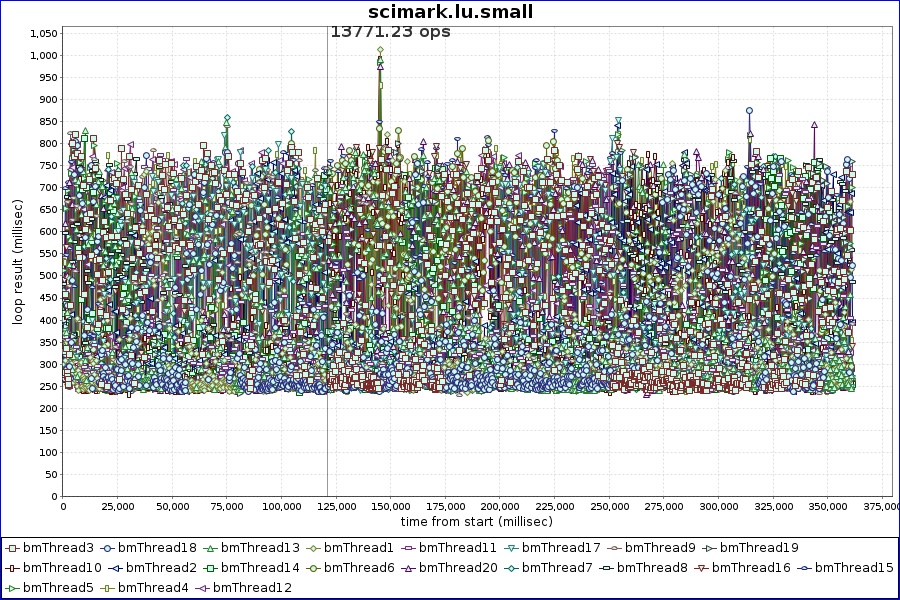 scimark.lu.small
13771.23 ops
1,050
1,000
950
900
850
800
750
700
650
600
550
500
450
400
350
300
250
200
150
100
50
0
loop result (millisec)
0 25,000 50,000 75,000 100,000 125,000 150,000 175,000 200,000 225,000 250,000 275,000 300,000 325,000 350,000 375,000
time from start (millisec)
bmThread3 bmThread18 bmThread13 bmThread1 bmThread11 bmThread17 bmThread9 bmThread19
bmThread10 bmThread2 bmThread14 bmThread6 bmThread20 bmThread7 bmThread8 bmThread16 bmThread15
bmThread5 bmThread4 bmThread12